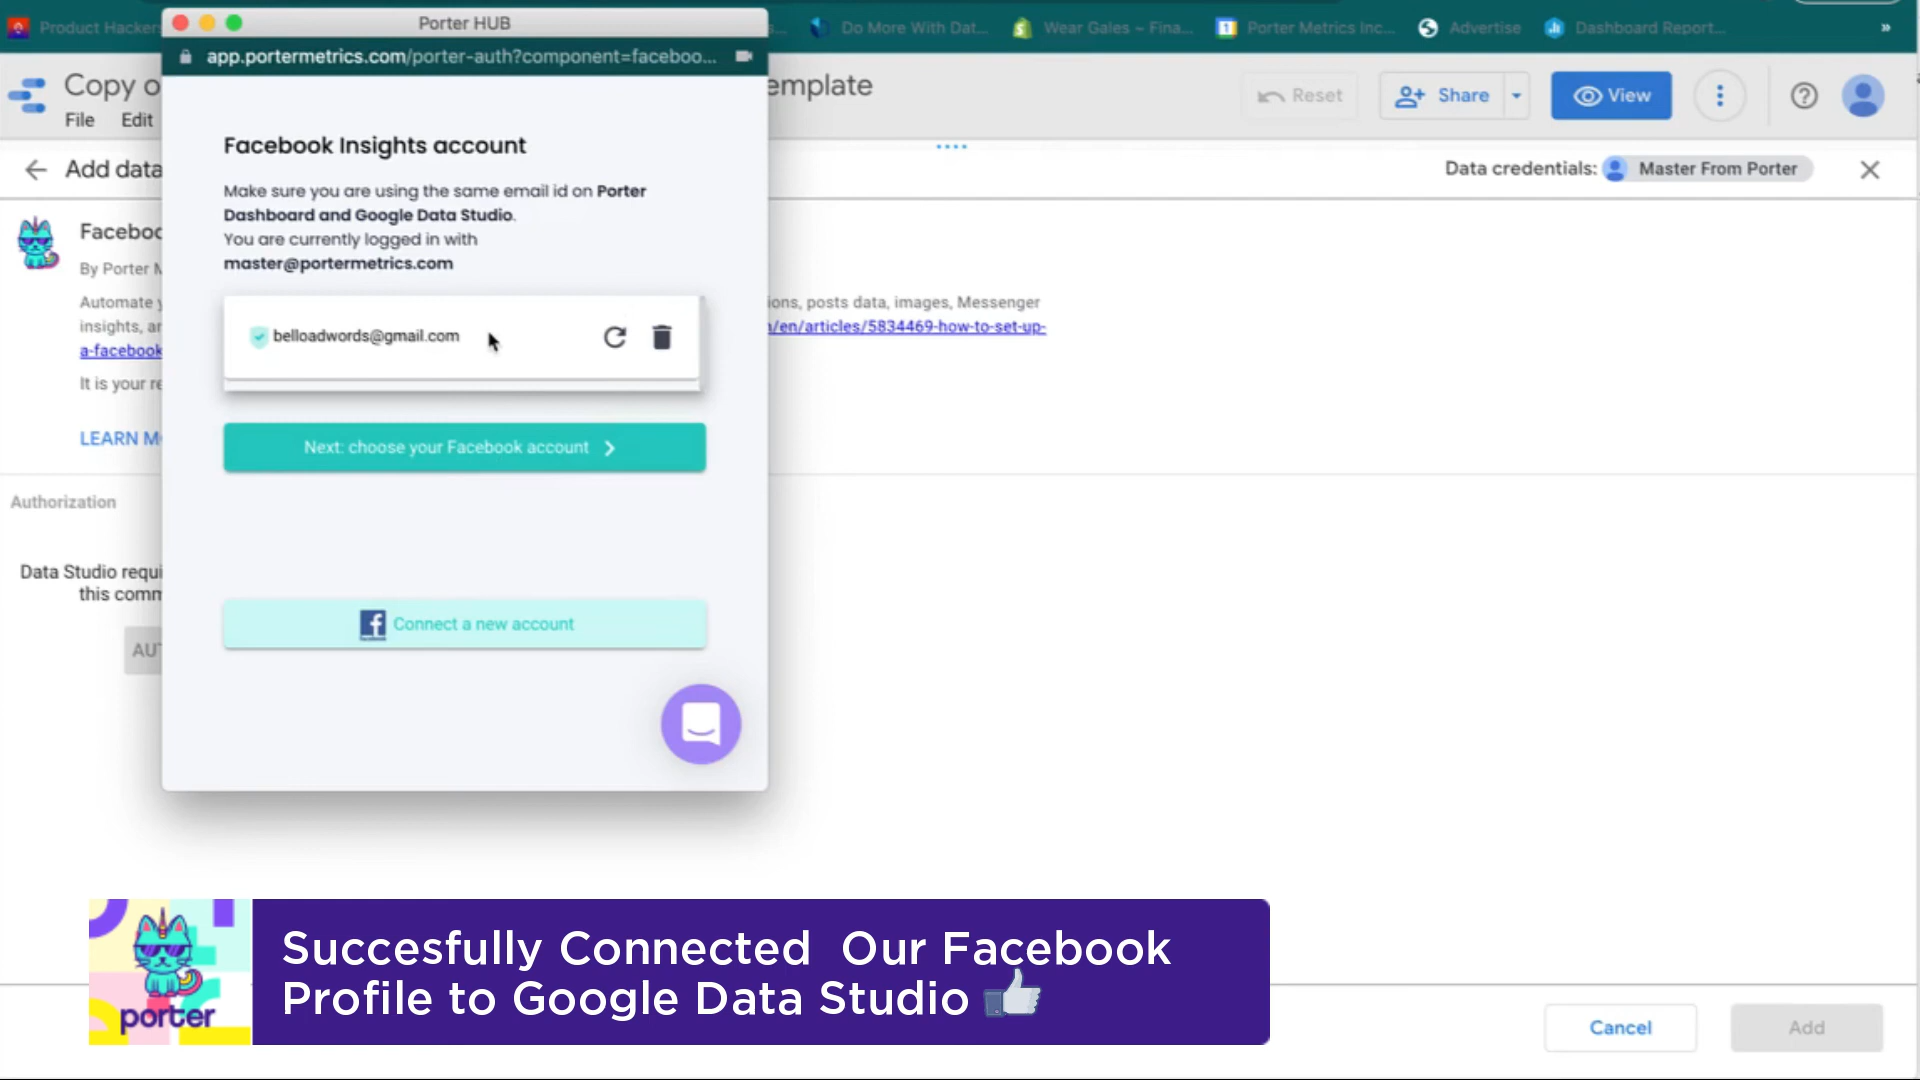 Porter HUB
Product Hacker
Do More With Dat...
Wear Gales – Fina...
Porter Metrics Inc...
Advertise
Dashboard Report...
»
app.portermetrics.com/porter-auth?component=faceboo...
Copy o
emplate
File Edit
Reset
Share
View
Add data
Data credentials:
Master From Porter
Facebook Insights account
Make sure you are using the same email id on Porter
Dashboard and Google Data Studio.
You are currently logged in with
master@portermetrics.com
Faceboo
By Porter M
Automate y
ions, posts data, images, Messenger
insights, ar
/en/articles/5834469-how-to-set-up-
a-facebook
It is your re
belloadwords@gmail.com
LEARN M
Next: choose your Facebook account
Authorization
Data Studio requi
this comm
AUT
Connect a new account
porter
Succesfully Connected Our Facebook
Profile to Google Data Studio
Cancel
Add